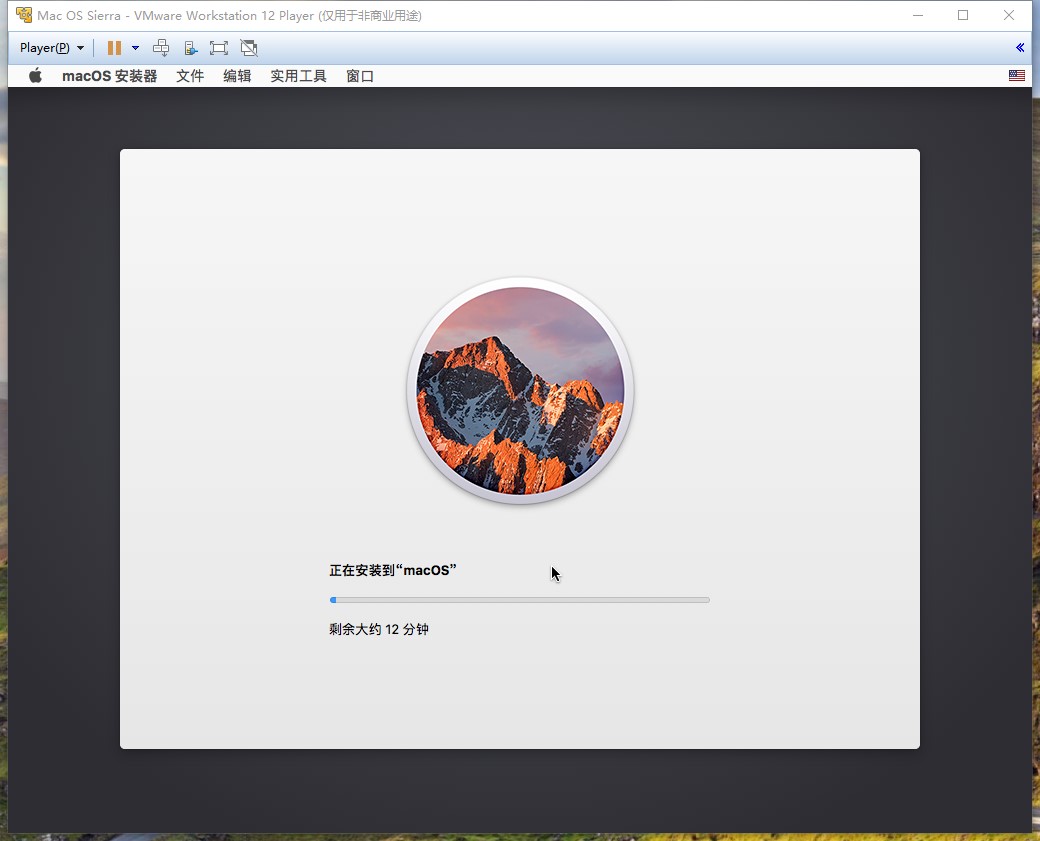 Mac OS Sierra - VMware Workstation 12 Player (仅用于非商业用途)
Player(P)
macOS 安装器 文件 编辑 实用工具 窗口
正在安装到“macOS”
剩余大约 12 分钟